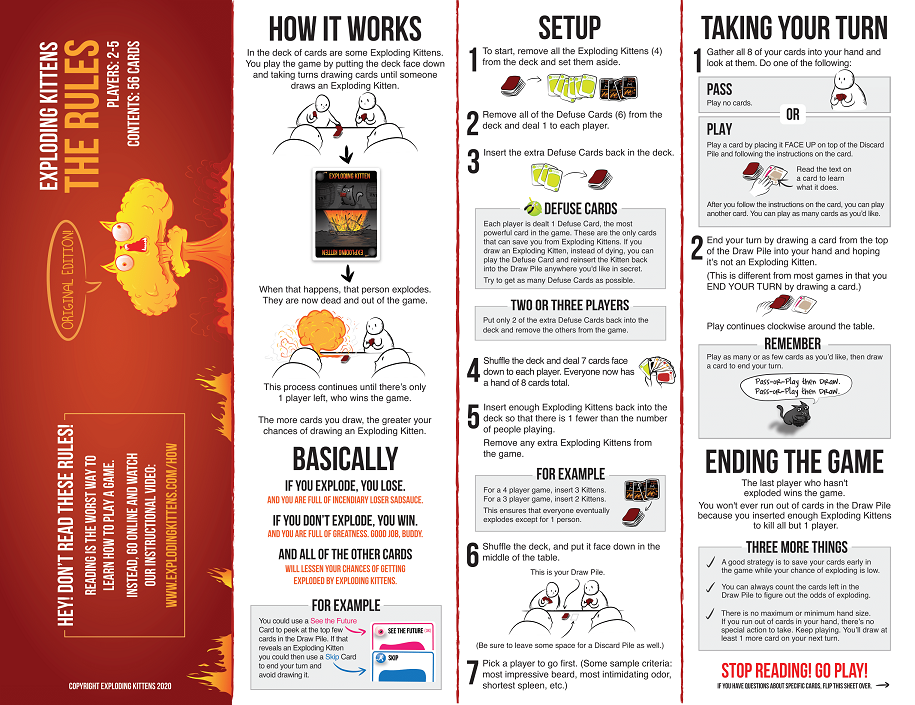 EXPLODING KITTENS
THE RULES
PLAYERS: 2-5
CONTENTS: 56 CARDS
ORIGINAL EDITION!
HEY! DON'T READ THESE RULES!
READING IS THE WORST WAY TO
LEARN HOW TO PLAY A GAME.
INSTEAD, GO ONLINE AND WATCH
OUR INSTRUCTIONAL VIDEO:
WWW.EXPLODINGKITTENS.COM/HOW
COPYRIGHT EXPLODING KITTENS 2020
HOW IT WORKS
In the deck of cards are some Exploding Kittens.
You play the game by putting the deck face down
and taking turns drawing cards until someone
draws an Exploding Kitten.
EXPLODING KITTEN
EXPLODING KITTEN
When that happens, that person explodes.
They are now dead and out of the game.
This process continues until there's only
1 player left, who wins the game.
The more cards you draw, the greater your
chances of drawing an Exploding Kitten.
BASICALLY
IF YOU EXPLODE, YOU LOSE.
AND YOU ARE FULL OF INCENDIARY LOSER SADSAUCE.
IF YOU DON'T EXPLODE, YOU WIN.
AND YOU ARE FULL OF GREATNESS. GOOD JOB, BUDDY.
AND ALL OF THE OTHER CARDS
WILL LESSEN YOUR CHANCES OF GETTING
EXPLODED BY EXPLODING KITTENS.
FOR EXAMPLE
You could use a See the Future
Card to peek at the top few
cards in the Draw Pile. If that
reveals an Exploding Kitten
you could then use a Skip Card
to end your turn and
avoid drawing it.
SEE THE FUTURE
SKIP
SETUP
1 To start, remove all the Exploding Kittens (4)
from the deck and set them aside.
2 Remove all of the Defuse Cards (6) from the
deck and deal 1 to each player.
3 Insert the extra Defuse Cards back in the deck.
DEFUSE CARDS
Each player is dealt 1 Defuse Card, the most
powerful card in the game. These are the only cards
that can save you from Exploding Kittens. If you
draw an Exploding Kitten, instead of dying, you can
play the Defuse Card and reinsert the Kitten back
into the Draw Pile anywhere you'd like in secret.
Try to get as many Defuse Cards as possible.
TWO OR THREE PLAYERS
Put only 2 of the extra Defuse Card back into the
deck and remove the others from the game.
4 Shuffle the deck and deal 7 cards face
down to each player. Everyone now has
a hand of 8 cards total.
5 Insert enough Exploding Kittens back into the
deck so that there is 1 fewer than the number
of people playing.
Remove any extra Exploding Kittens from
the game.
FOR EXAMPLE
For a 4 player game, insert 3 Kittens.
For a 3 player game, insert 2 Kittens.
This ensures that everyone eventually
explodes except for 1 person.
6 Shuffle the deck, and put it face down in the
middle of the table.
This is your Draw Pile.
(Be sure to leave some space for a Discard Pile as well.)
7 Pick a player to go first. (Some sample criteria:
most impressive beard, most intimidating odor,
shortest spleen, etc.)
TAKING YOUR TURN
1 Gather all 8 of your cards into your hand and
look at them. Do one of the following:
PASS
Play no cards.
OR
PLAY
Play a card by placing it FACE UP on top of the Discard
Pile and following the instructions on the card.
Read the text on
a card to learn
what it does.
After you follow the instructions on the card, you can play
another card. You can play as many cards as you'd like.
2 End your turn by drawing a card from the top
of the Draw Pile into your hand and hoping
it's not an Exploding Kitten.
(This is different from most games in that you
END YOUR TURN by drawing a card.)
Play continues clockwise around the table.
REMEMBER
Play as many or as few cards as you'd like, then draw
a card to end your turn.
Pass-or-Play then Draw.
Pass-or-Play then Draw.
ENDING THE GAME
The last player who hasn't
exploded wins the game.
You won't ever run out of cards in the Draw Pile
because you inserted enough Exploding Kittens
to kill all but 1 player.
THREE MORE THINGS
A good strategy is to save your cards early in
the game while your chance of exploding is low.
You can always count the cards left in the
Draw Pile to figure out the odds of exploding.
There is no maximum or minimum hand size.
If you run out of cards in your hand, there's no
special action to take. Keep playing. You'll draw at
least 1 more card on your next turn.
STOP READING! GO PLAY!
IF YOU HAVE QUESTIONS ABOUT SPECIFIC CARDS, FLIP THIS SHEET OVER.